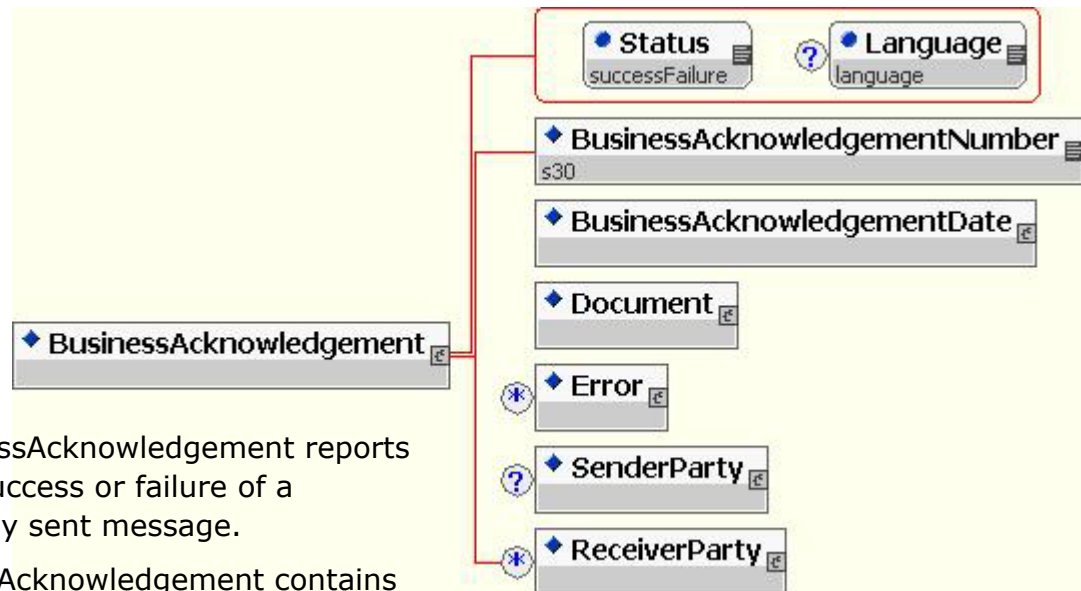 Status
successFailure
?
Language
language
BusinessAcknowledgementNumber
s30
BusinessAcknowledgementDate
Document
BusinessAcknowledgement
*
Error
?
SenderParty
*
ReceiverParty
essAcknowledgement reports
uccess or failure of a
y sent message.
Acknowledgement contains